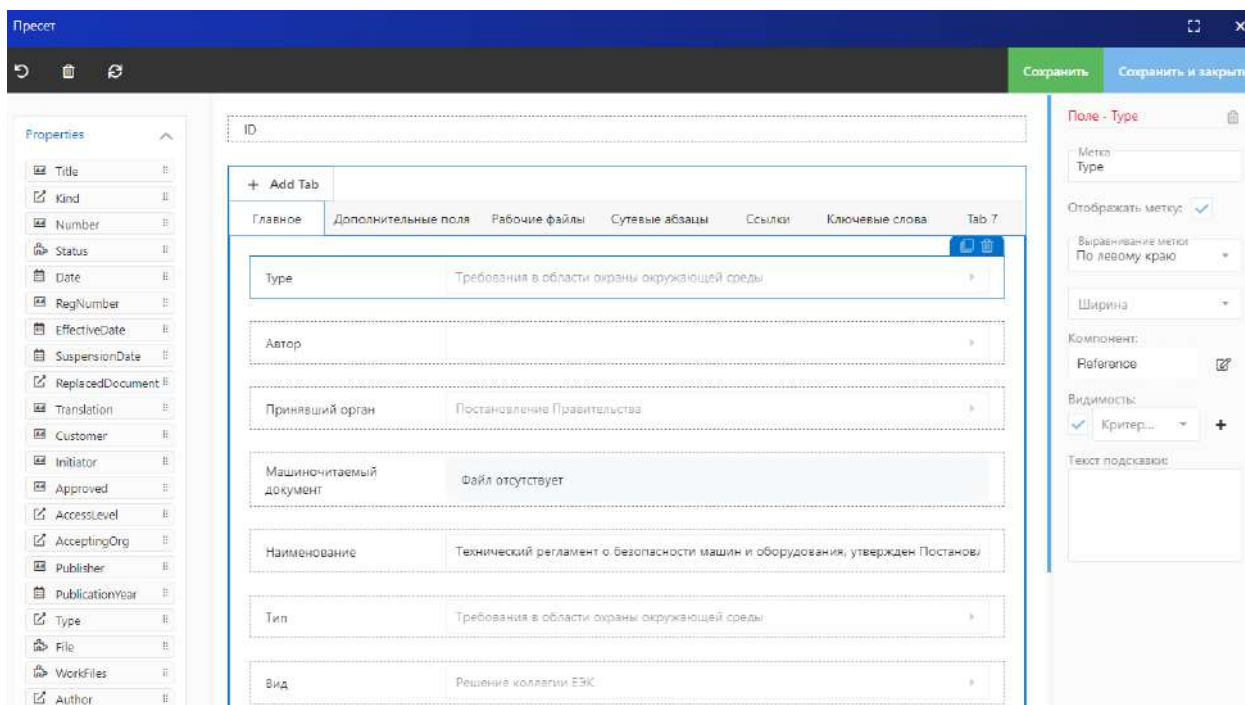 Пресет
Сохранить
Сохранить и закрыть
Properties
Title
Kind
Number
Status
Date
RegNumber
EffectiveDate
SuspensionDate
ReplacedDocument
Translation
Customer
Initiator
Approved
AccessLevel
AcceptingOrg
Publisher
PublicationYear
Type
File
WorkFiles
Author
ID
+ Add Tab
Главное Дополнительные поля Рабочие файлы Сутевые абзацы Ссылки Ключевые слова Tab 7
Type Требования в области охраны окружающей среды
Автор
Принявший орган Постановление Правительства
Машиночитаемый
документ
Файл отсутствует
Наименование Технический регламент о безопасности машин и оборудования, утвержден Постановл
Тип Требования в области охраны окружающей среды
Вид Решение коллегии ЕЭК
Поле - Type
Метка
Type
Отображать метку:
Выравнивание метки
По левому краю
Ширина
Компонент:
Reference
Видимость:
Критер...
Текст подсказки: